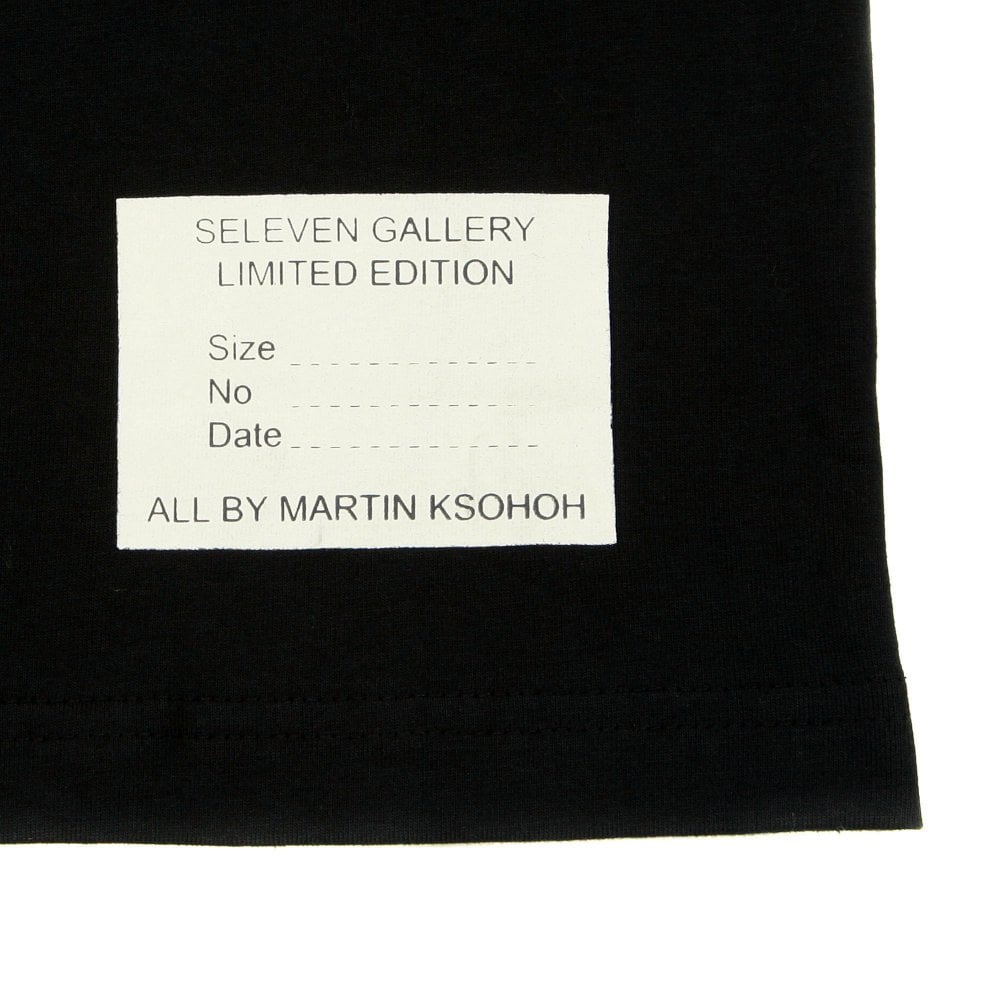 SELEVEN GALLERY
LIMITED EDITION
Size
No
Date
ALL BY MARTIN KSOHOH